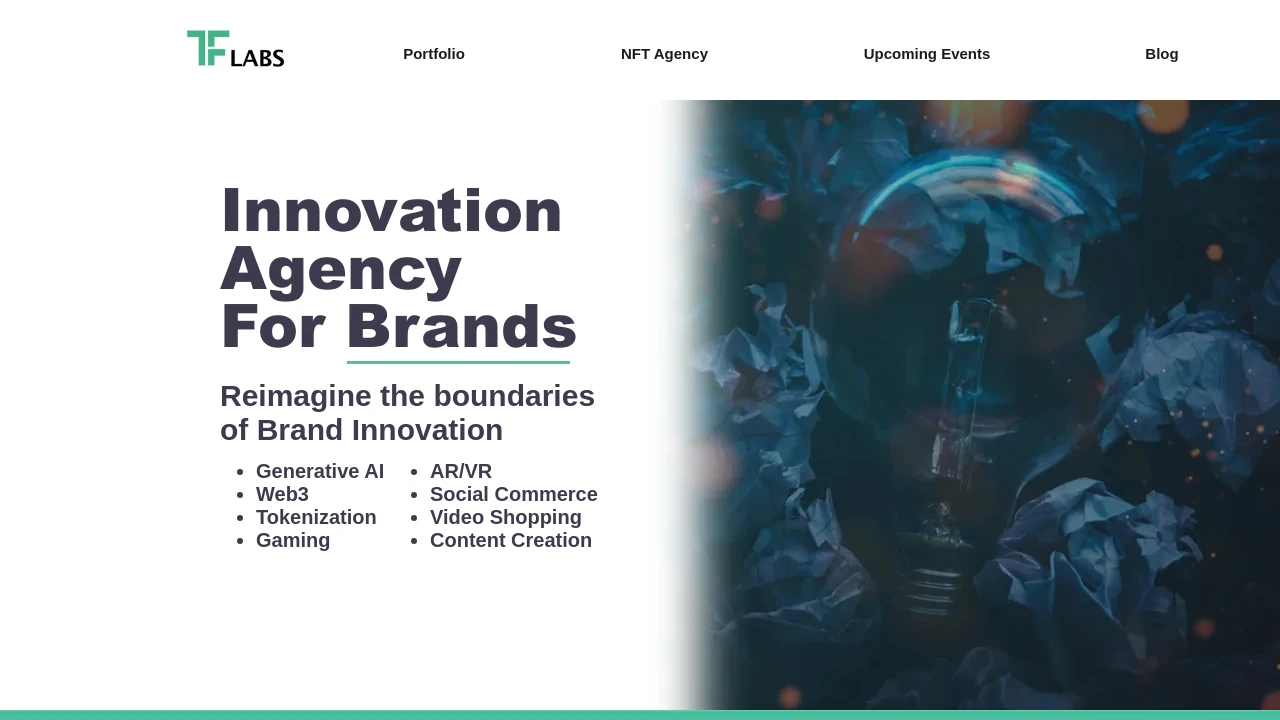 TF LABS
Portfolio
NFT Agency
Upcoming Events
Blog
Innovation
Agency
For Brands
Reimagine the boundaries
of Brand Innovation
Generative AI
Web3
Tokenization
Gaming
AR/VR
Social Commerce
Video Shopping
Content Creation